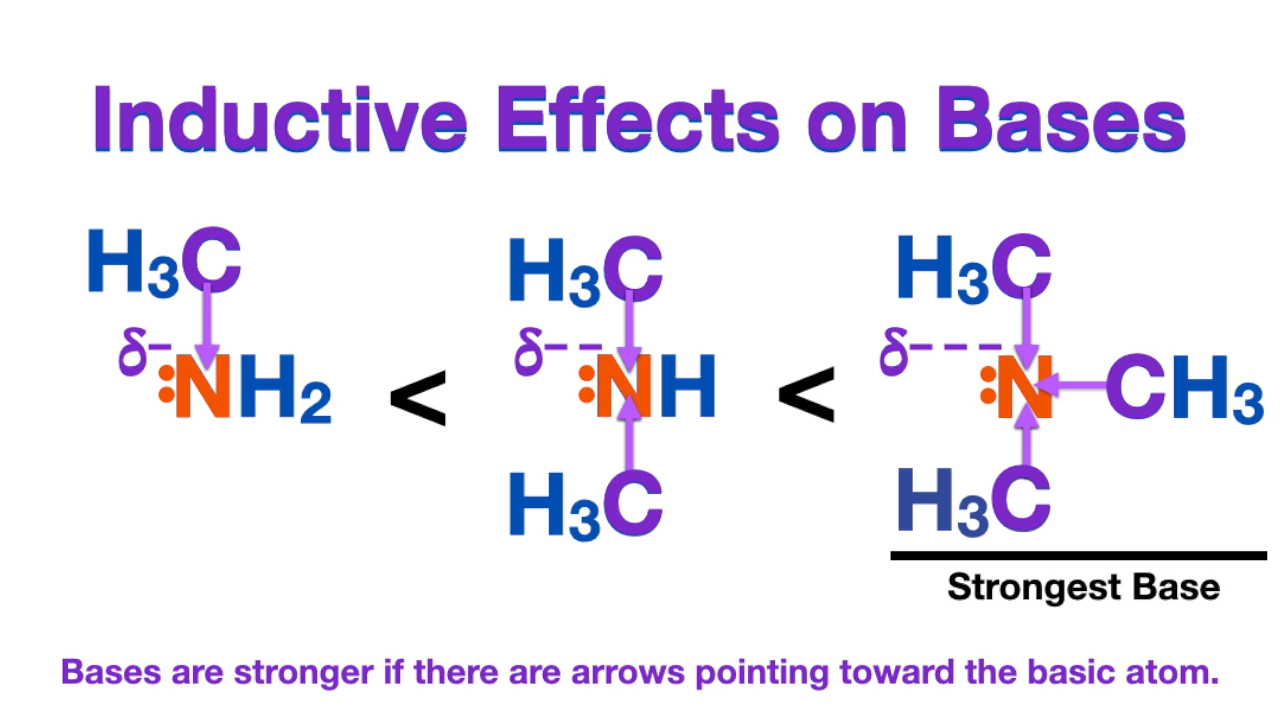 Inductive Effects on Bases
H₃C H₃C H₃C
δ⁻ :NH₂ < δ⁻⁻ :NH < δ⁻⁻⁻ :N CH₃
H₃C H₃C
Strongest Base
Bases are stronger if there are arrows pointing toward the basic atom.